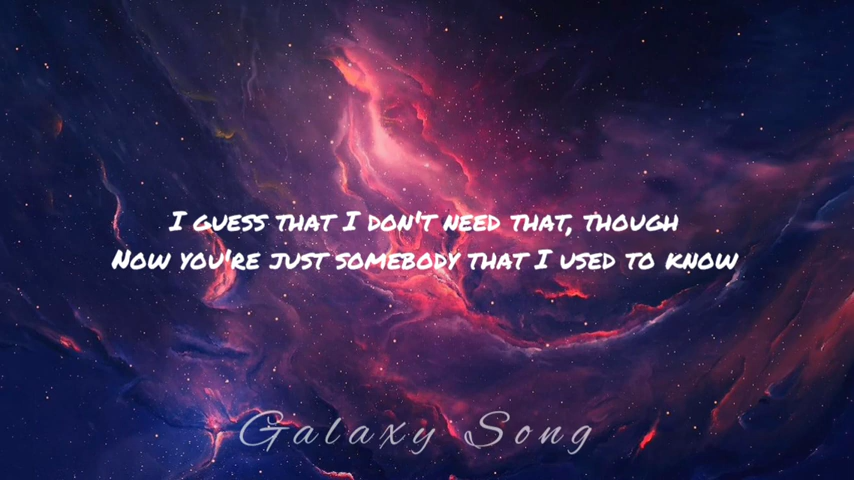 I guess that I don't need that, though
Now you're just somebody that I used to know
Galaxy Song